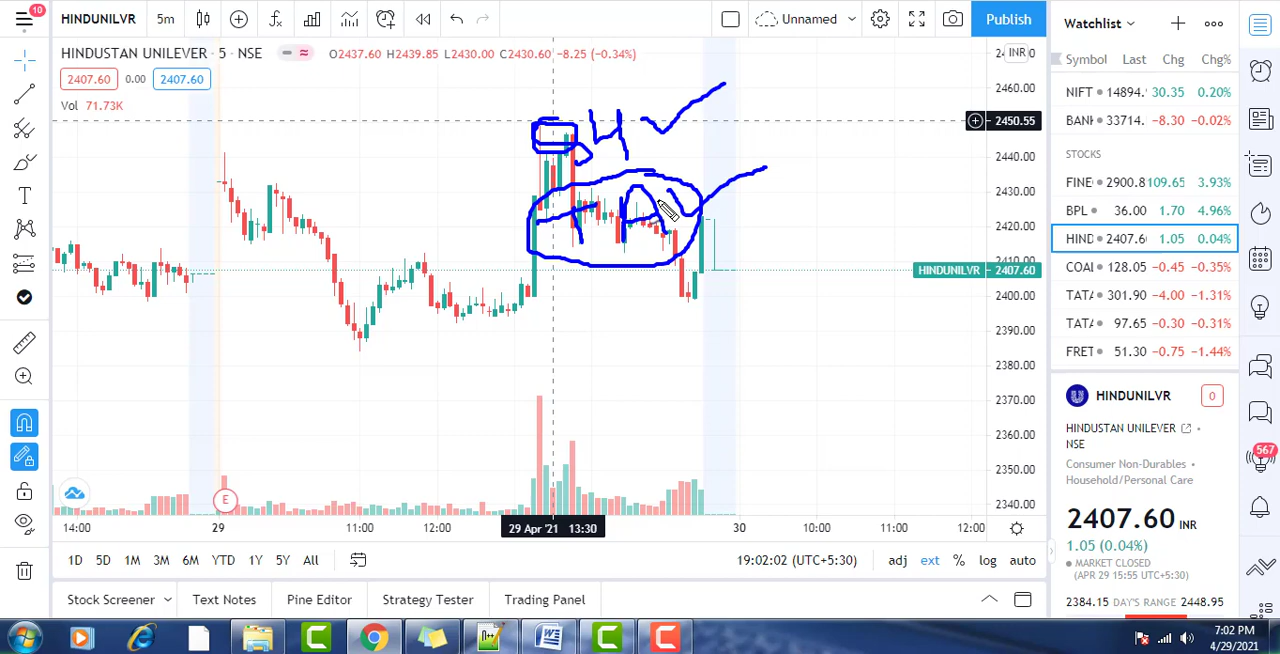 10
HINDUSTANUNILVR
5m
Unnamed
Publish
Watchlist
HINDUSTAN UNILEVER · 5 · NSE
O2437.60 H2439.85 L2430.00 C2430.60 −8.25 (−0.34%)
INR
2407.60 0.00 2407.60
Vol 71.73K
2460.00
2450.55
2440.00
2430.00
2420.00
2410.00
HINDUNILVR 2407.60
2400.00
2390.00
2380.00
2370.00
2360.00
2350.00
2340.00
H
E
14:00 29 11:00 12:00 29 Apr '21 13:30 30 10:00 11:00 12:00
1D 5D 1M 3M 6M YTD 1Y 5Y All
19:02:02 (UTC+5:30) adj ext % log auto
Stock Screener Text Notes Pine Editor Strategy Tester Trading Panel
Symbol Last Chg Chg%
NIFT 14894. 30.35 0.20%
BANK 33714. −8.30 −0.02%
STOCKS
FINE 2900.8 109.65 3.93%
BPL 36.00 1.70 4.96%
HIND 2407.6 1.05 0.04%
COAL 128.05 −0.45 −0.35%
TATA 301.90 −4.00 −1.31%
TATA 97.65 −0.30 −0.31%
FRET 51.30 −0.75 −1.44%
HINDUNILVR 0
HINDUSTAN UNILEVER
NSE
Consumer Non-Durables •
Household/Personal Care
2407.60 INR
1.05 (0.04%)
MARKET CLOSED
(APR 29 15:55 UTC+5:30)
2384.15 DAY'S RANGE 2448.95
567
7:02 PM
4/29/2021